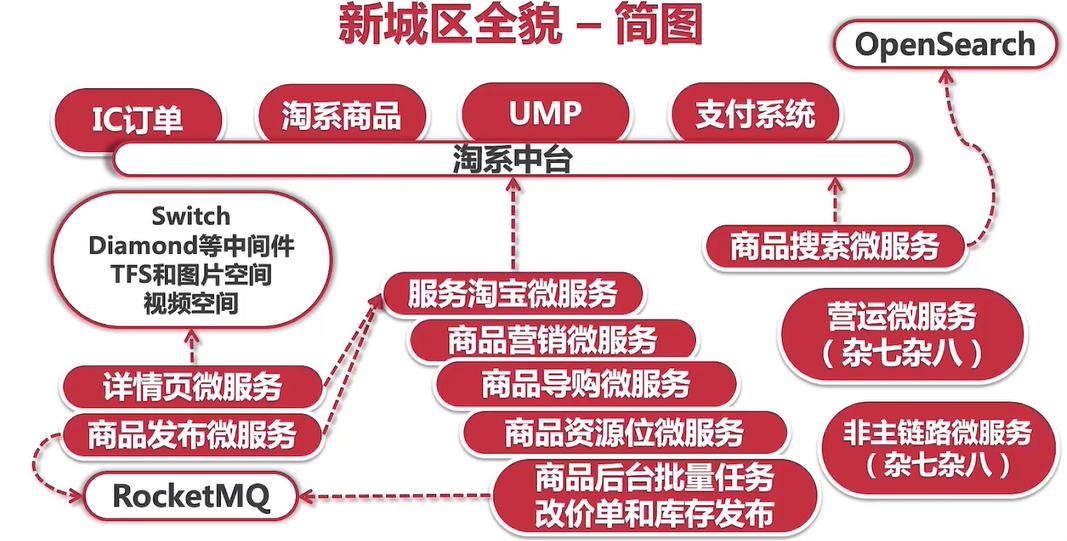 新城区全貌 – 简图
OpenSearch
IC订单
淘系商品
UMP
支付系统
淘系中台
Switch
Diamond等中间件
TFS和图片空间
视频空间
商品搜索微服务
服务淘宝微服务
商品营销微服务
商品导购微服务
商品资源位微服务
商品后台批量任务
改价单和库存发布
营运微服务
（杂七杂八）
详情页微服务
商品发布微服务
RocketMQ
非主链路微服务
（杂七杂八）